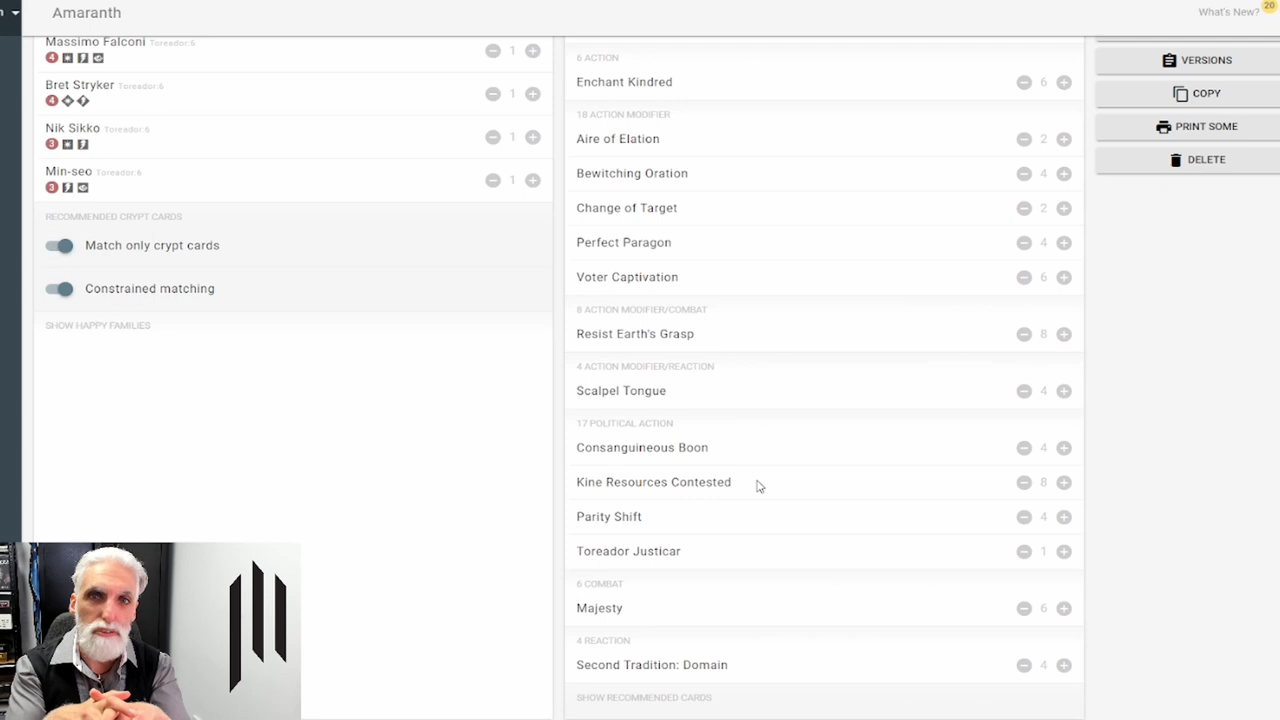 n
Amaranth
What's New?
20
Massimo Falconi Toreador:6
4
1
Bret Stryker Toreador:6
4
1
Nik Sikko Toreador:6
3
1
Min-seo Toreador:6
3
1
RECOMMENDED CRYPT CARDS
Match only crypt cards
Constrained matching
SHOW HAPPY FAMILIES
6 ACTION
Enchant Kindred 6
18 ACTION MODIFIER
Aire of Elation 2
Bewitching Oration 4
Change of Target 2
Perfect Paragon 4
Voter Captivation 6
8 ACTION MODIFIER/COMBAT
Resist Earth's Grasp 8
4 ACTION MODIFIER/REACTION
Scalpel Tongue 4
17 POLITICAL ACTION
Consanguineous Boon 4
Kine Resources Contested 8
Parity Shift 4
Toreador Justicar 1
6 COMBAT
Majesty 6
4 REACTION
Second Tradition: Domain 4
SHOW RECOMMENDED CARDS
VERSIONS
COPY
PRINT SOME
DELETE